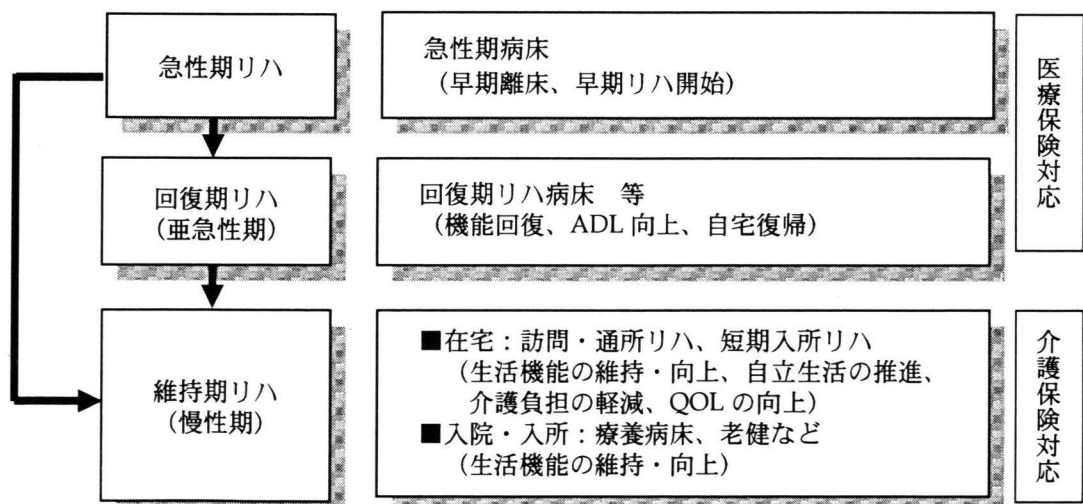 急性期リハ
急性期病床
（早期離床、早期リハ開始）
医療保険対応
回復期リハ
（亜急性期）
回復期リハ病床　等
（機能回復、ADL 向上、自宅復帰）
維持期リハ
（慢性期）
■在宅：訪問・通所リハ、短期入所リハ
（生活機能の維持・向上、自立生活の推進、
介護負担の軽減、QOL の向上）
■入院・入所：療養病床、老健など
（生活機能の維持・向上）
介護保険対応